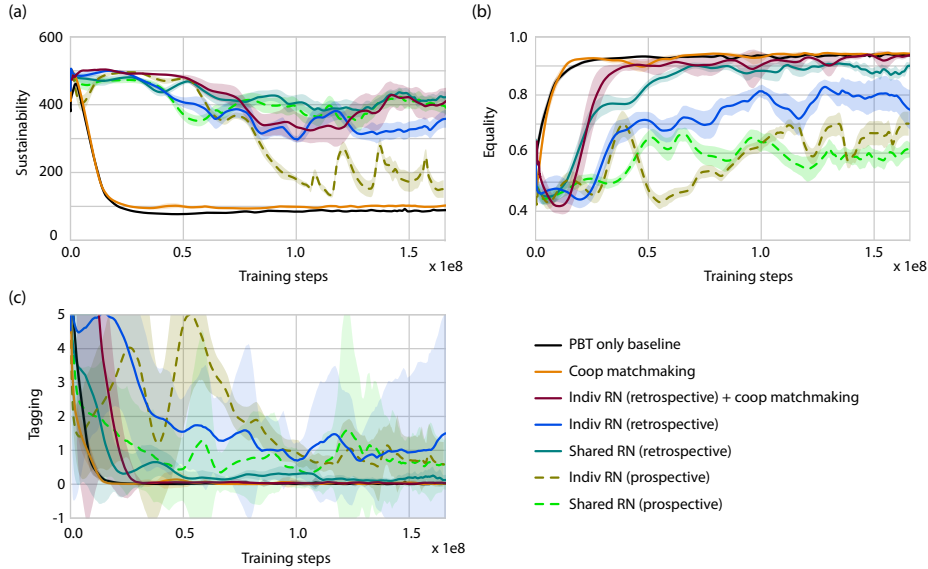 (a)
600
400
200
0
Sustainability
0.0
0.5
1.0
1.5
x 1e8
Training steps
(b)
1.0
0.8
0.6
0.4
Equality
0.0
0.5
1.0
1.5
x 1e8
Training steps
(c)
5
4
3
2
1
0
-1
Tagging
0.0
0.5
1.0
1.5
x 1e8
Training steps
PBT only baseline
Coop matchmaking
Indiv RN (retrospective) + coop matchmaking
Indiv RN (retrospective)
Shared RN (retrospective)
Indiv RN (prospective)
Shared RN (prospective)